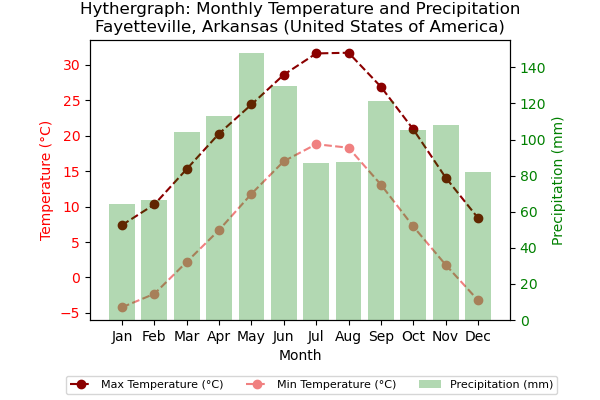 Hythergraph: Monthly Temperature and Precipitation
Fayetteville, Arkansas (United States of America)
30
25
20
15
10
5
0
−5
Temperature (°C)
140
120
100
80
60
40
20
0
Precipitation (mm)
Jan Feb Mar Apr May Jun Jul Aug Sep Oct Nov Dec
Month
Max Temperature (°C) Min Temperature (°C) Precipitation (mm)